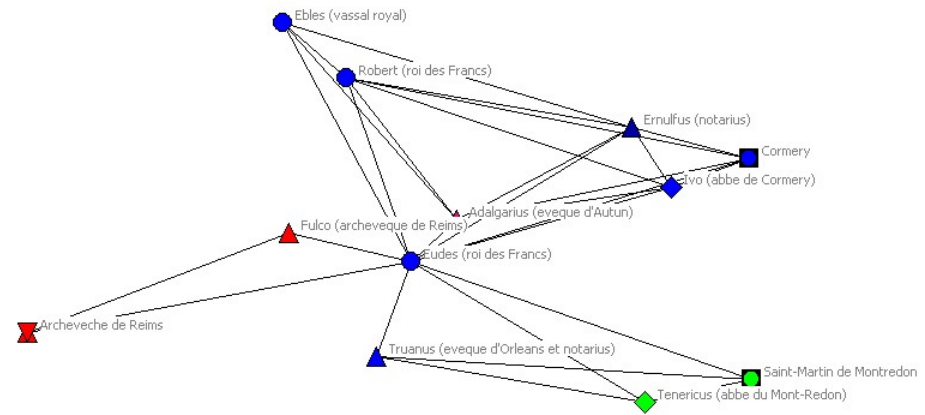 Ebles (vassal royal)
Robert (roi des Francs)
Ernulfus (notarius)
Cormery
Ivo (abbe de Cormery)
Adalgarius (eveque d'Autun)
Fulco (archeveque de Reims)
Eudes (roi des Francs)
Archeveche de Reims
Truanus (eveque d'Orleans et notarius)
Saint-Martin de Montredon
Tenericus (abbe du Mont-Redon)